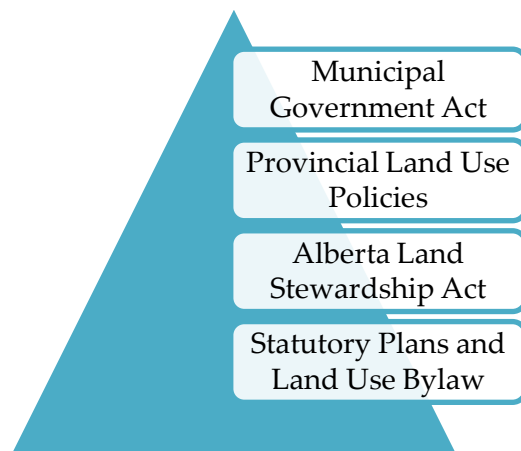 Municipal
Government Act
Provincial Land Use
Policies
Alberta Land
Stewardship Act
Statutory Plans and
Land Use Bylaw